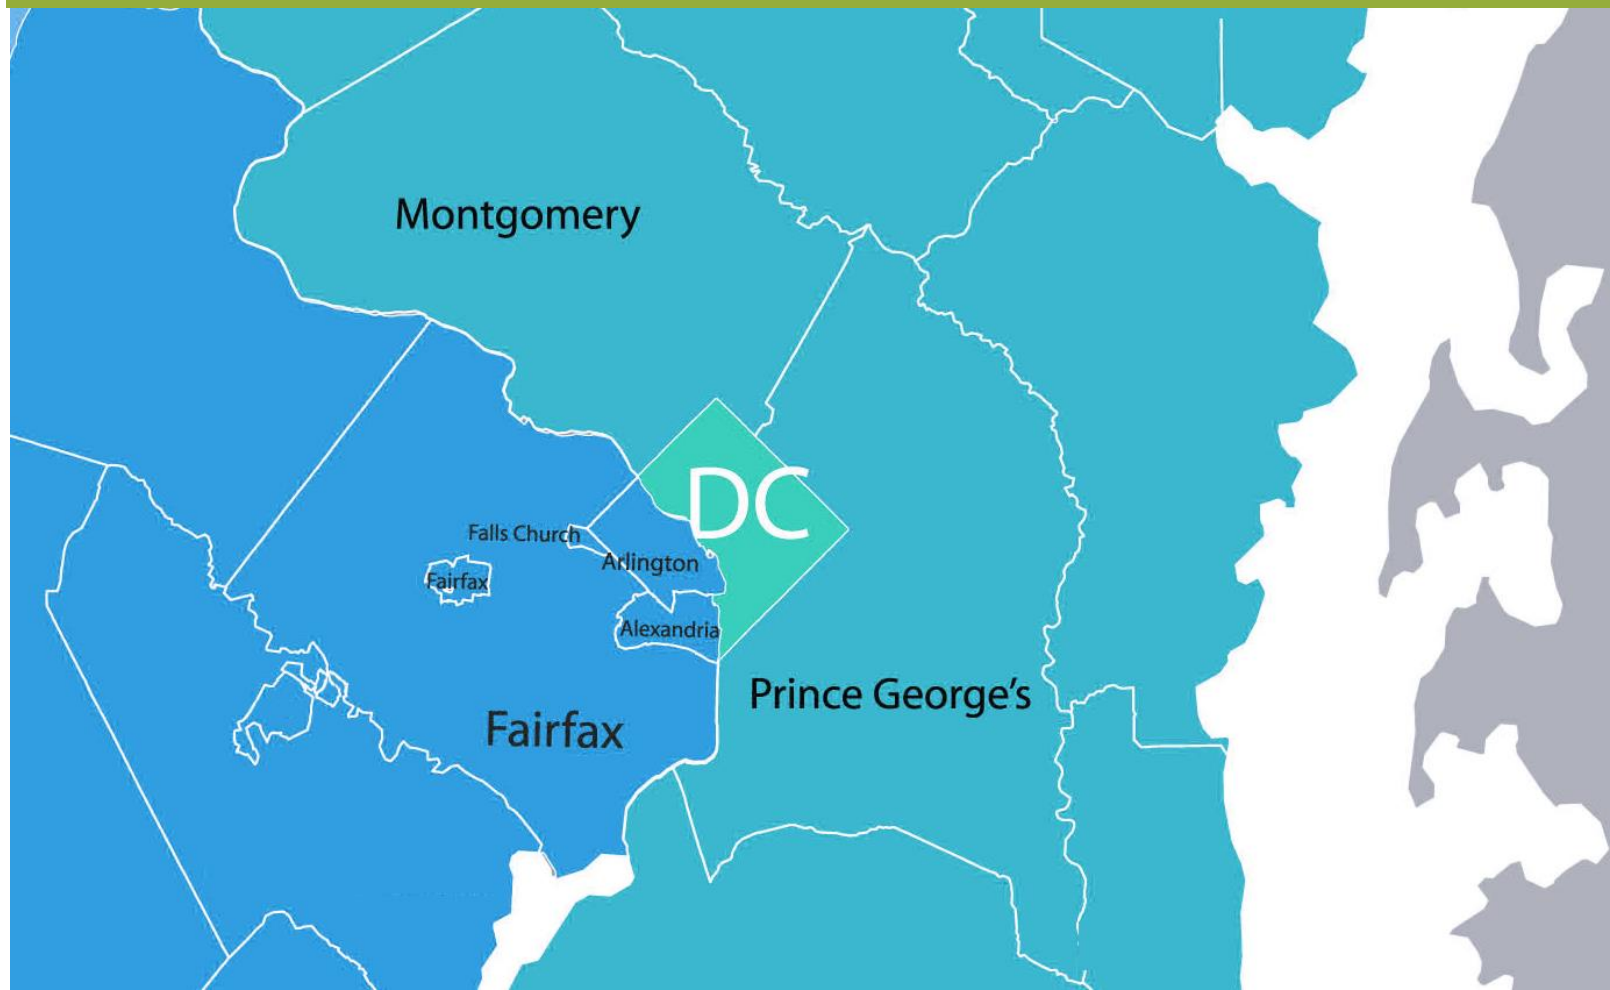 Montgomery
DC
Falls Church
Arlington
Fairfax
Alexandria
Prince George's
Fairfax